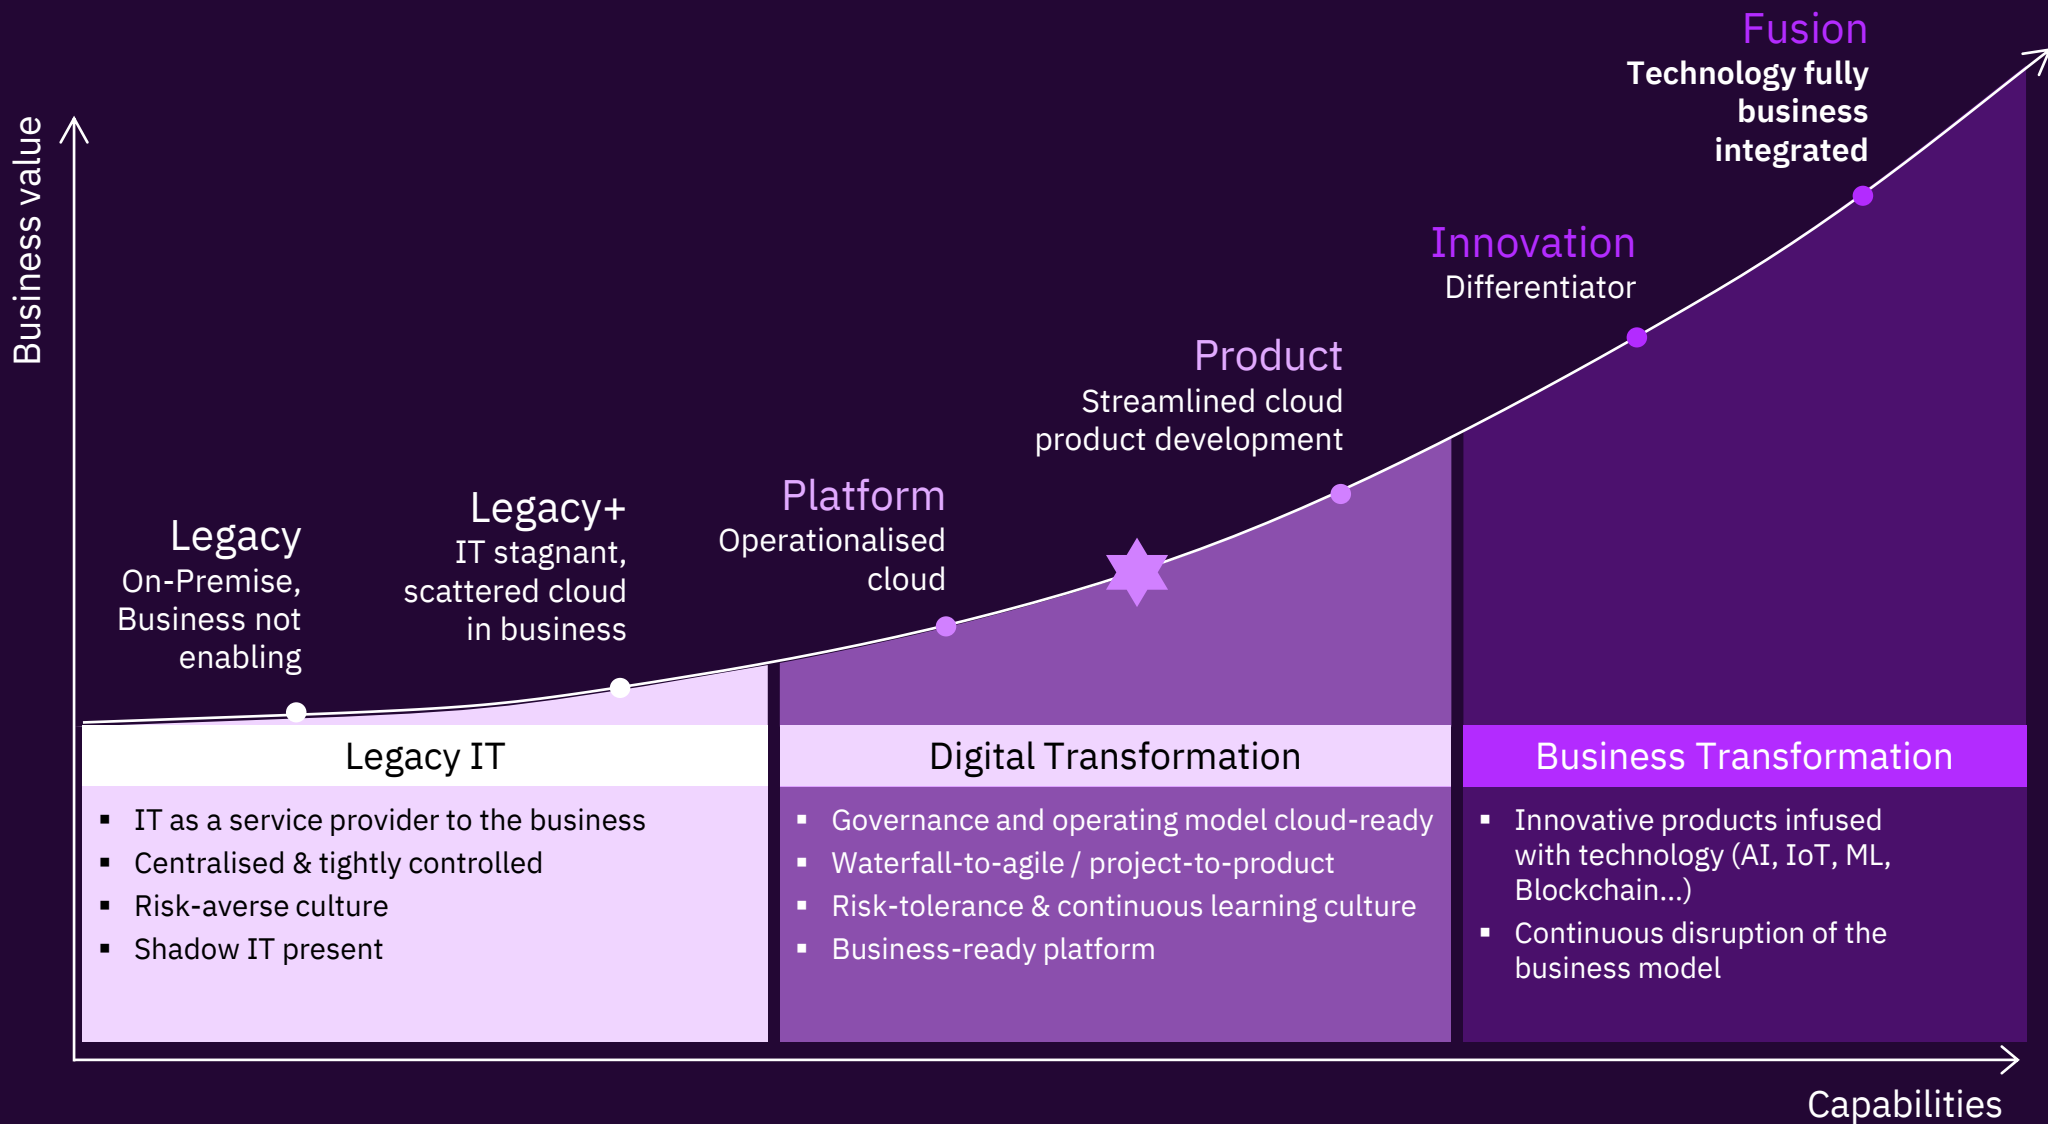 Fusion
Technology fully
business
integrated
Business value
Innovation
Differentiator
Product
Streamlined cloud
product development
Platform
Operationalised
cloud
Legacy+
IT stagnant,
scattered cloud
in business
Legacy
On-Premise,
Business not
enabling
Legacy IT
▪ IT as a service provider to the business
▪ Centralised & tightly controlled
▪ Risk-averse culture
▪ Shadow IT present
Digital Transformation
▪ Governance and operating model cloud-ready
▪ Waterfall-to-agile / project-to-product
▪ Risk-tolerance & continuous learning culture
▪ Business-ready platform
Business Transformation
▪ Innovative products infused
with technology (AI, IoT, ML,
Blockchain...)
▪ Continuous disruption of the
business model
Capabilities